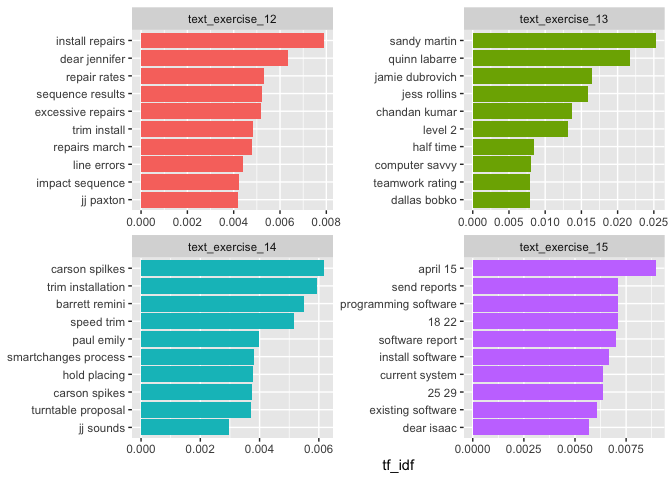 text_exercise_12
install repairs
dear jennifer
repair rates
sequence results
excessive repairs
trim install
repairs march
line errors
impact sequence
jj paxton
0.000 0.002 0.004 0.006 0.008
text_exercise_13
sandy martin
quinn labarre
jamie dubrovich
jess rollins
chandan kumar
level 2
half time
computer savvy
teamwork rating
dallas bobko
0.000 0.005 0.010 0.015 0.020 0.025
text_exercise_14
carson spilkes
trim installation
barrett remini
speed trim
paul emily
smartchanges process
hold placing
carson spikes
turntable proposal
jj sounds
0.000 0.002 0.004 0.006
text_exercise_15
april 15
send reports
programming software
18 22
software report
install software
current system
25 29
existing software
dear isaac
0.0000 0.0025 0.0050 0.0075
tf_idf